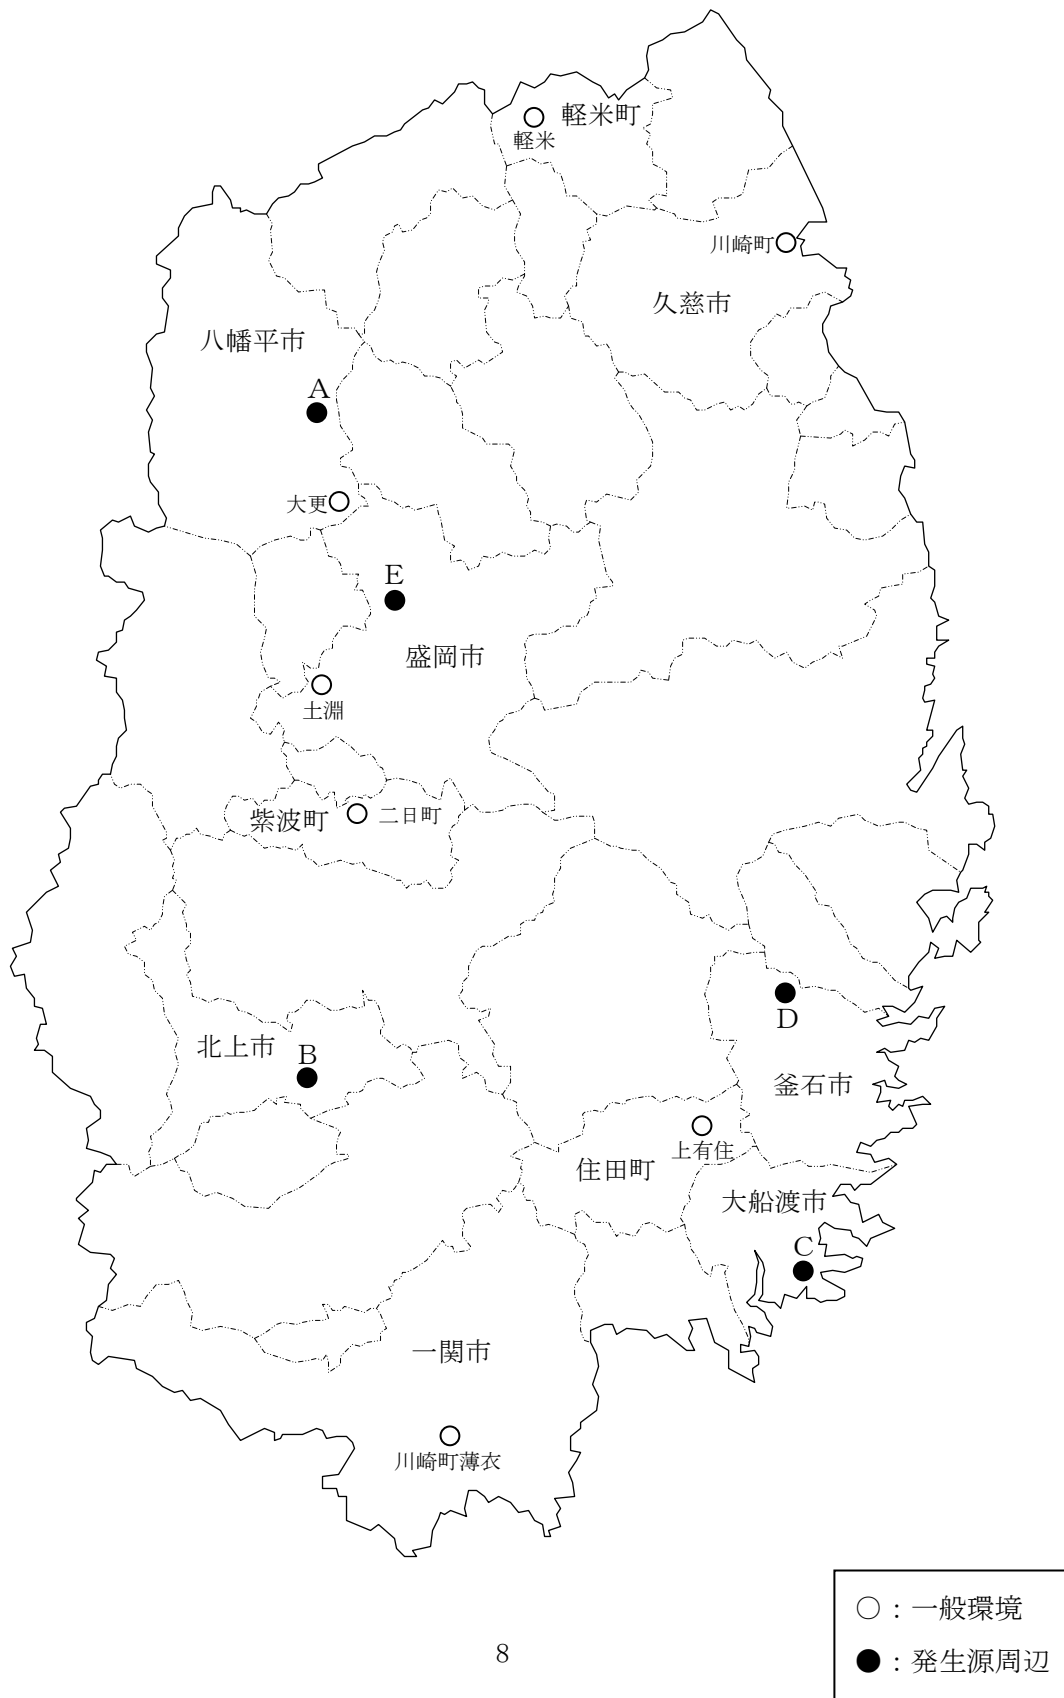 軽米町
軽米
川崎町
久慈市
八幡平市
A
大更
E
盛岡市
土淵
紫波町
二日町
D
北上市
B
釜石市
上有住
住田町
大船渡市
C
一関市
川崎町薄衣
○：一般環境
●：発生源周辺
8